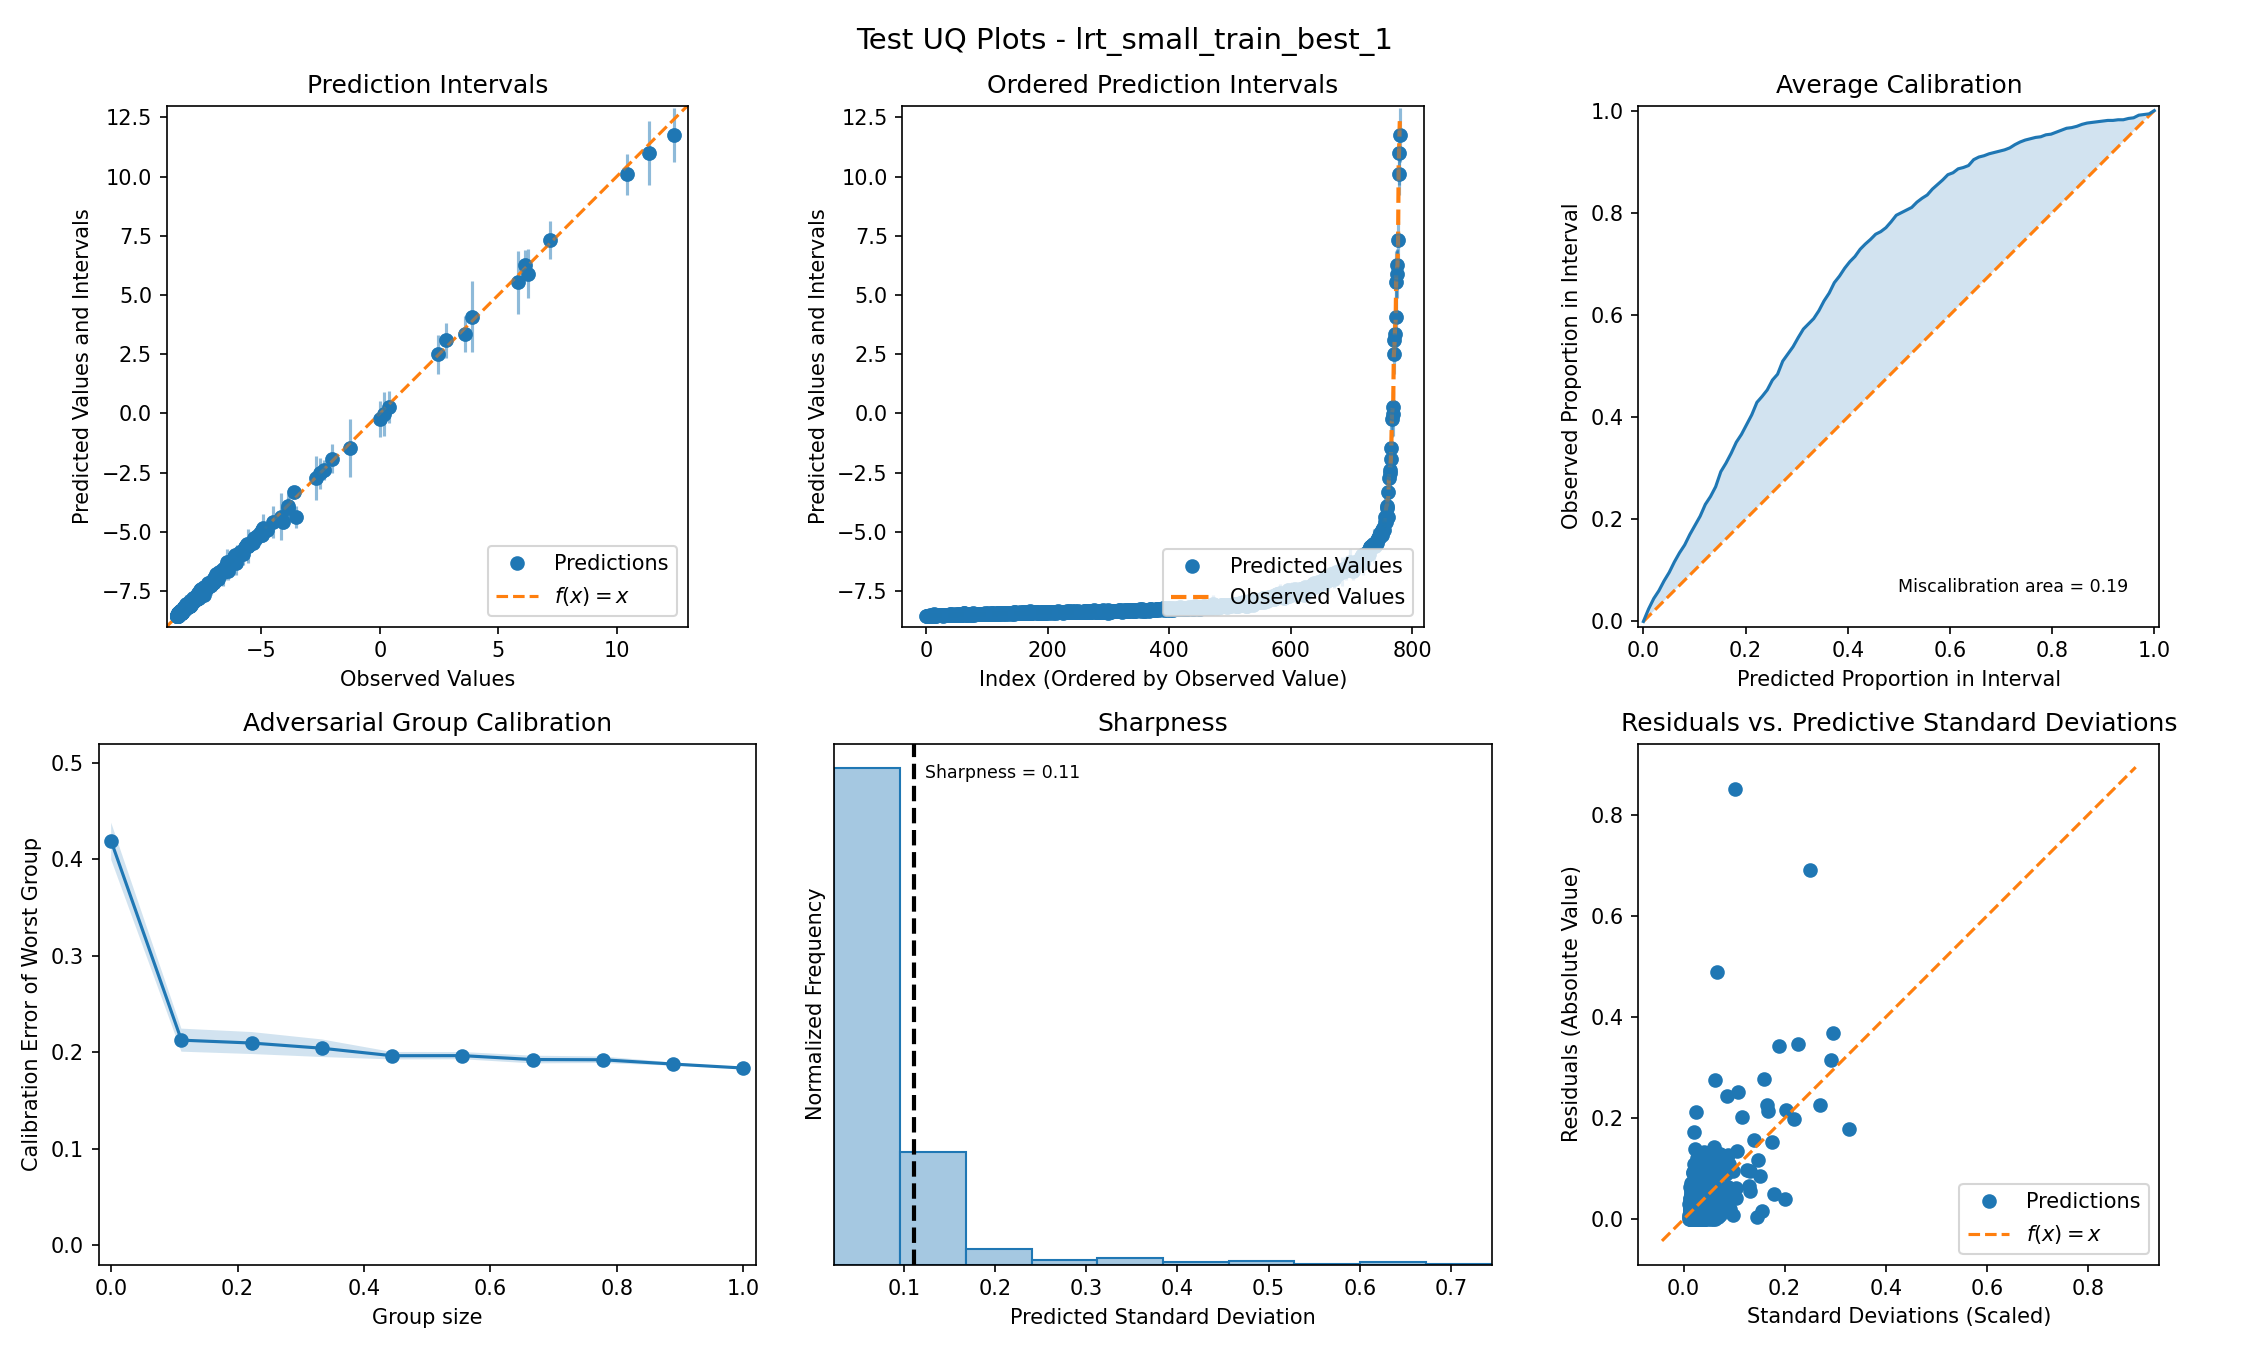 Test UQ Plots - lrt_small_train_best_1
Prediction Intervals
12.5
10.0
7.5
5.0
2.5
0.0
−2.5
−5.0
−7.5
Predicted Values and Intervals
Predictions
f(x) = x
−5
0
5
10
Observed Values
Ordered Prediction Intervals
12.5
10.0
7.5
5.0
2.5
0.0
−2.5
−5.0
−7.5
Predicted Values and Intervals
Predicted Values
Observed Values
0
200
400
600
800
Index (Ordered by Observed Value)
Average Calibration
1.0
0.8
0.6
0.4
0.2
0.0
Observed Proportion in Interval
Miscalibration area = 0.19
0.0
0.2
0.4
0.6
0.8
1.0
Predicted Proportion in Interval
Adversarial Group Calibration
0.5
0.4
0.3
0.2
0.1
0.0
Calibration Error of Worst Group
0.0
0.2
0.4
0.6
0.8
1.0
Group size
Sharpness
Sharpness = 0.11
Normalized Frequency
0.1
0.2
0.3
0.4
0.5
0.6
0.7
Predicted Standard Deviation
Residuals vs. Predictive Standard Deviations
0.8
0.6
0.4
0.2
0.0
Residuals (Absolute Value)
Predictions
f(x) = x
0.0
0.2
0.4
0.6
0.8
Standard Deviations (Scaled)